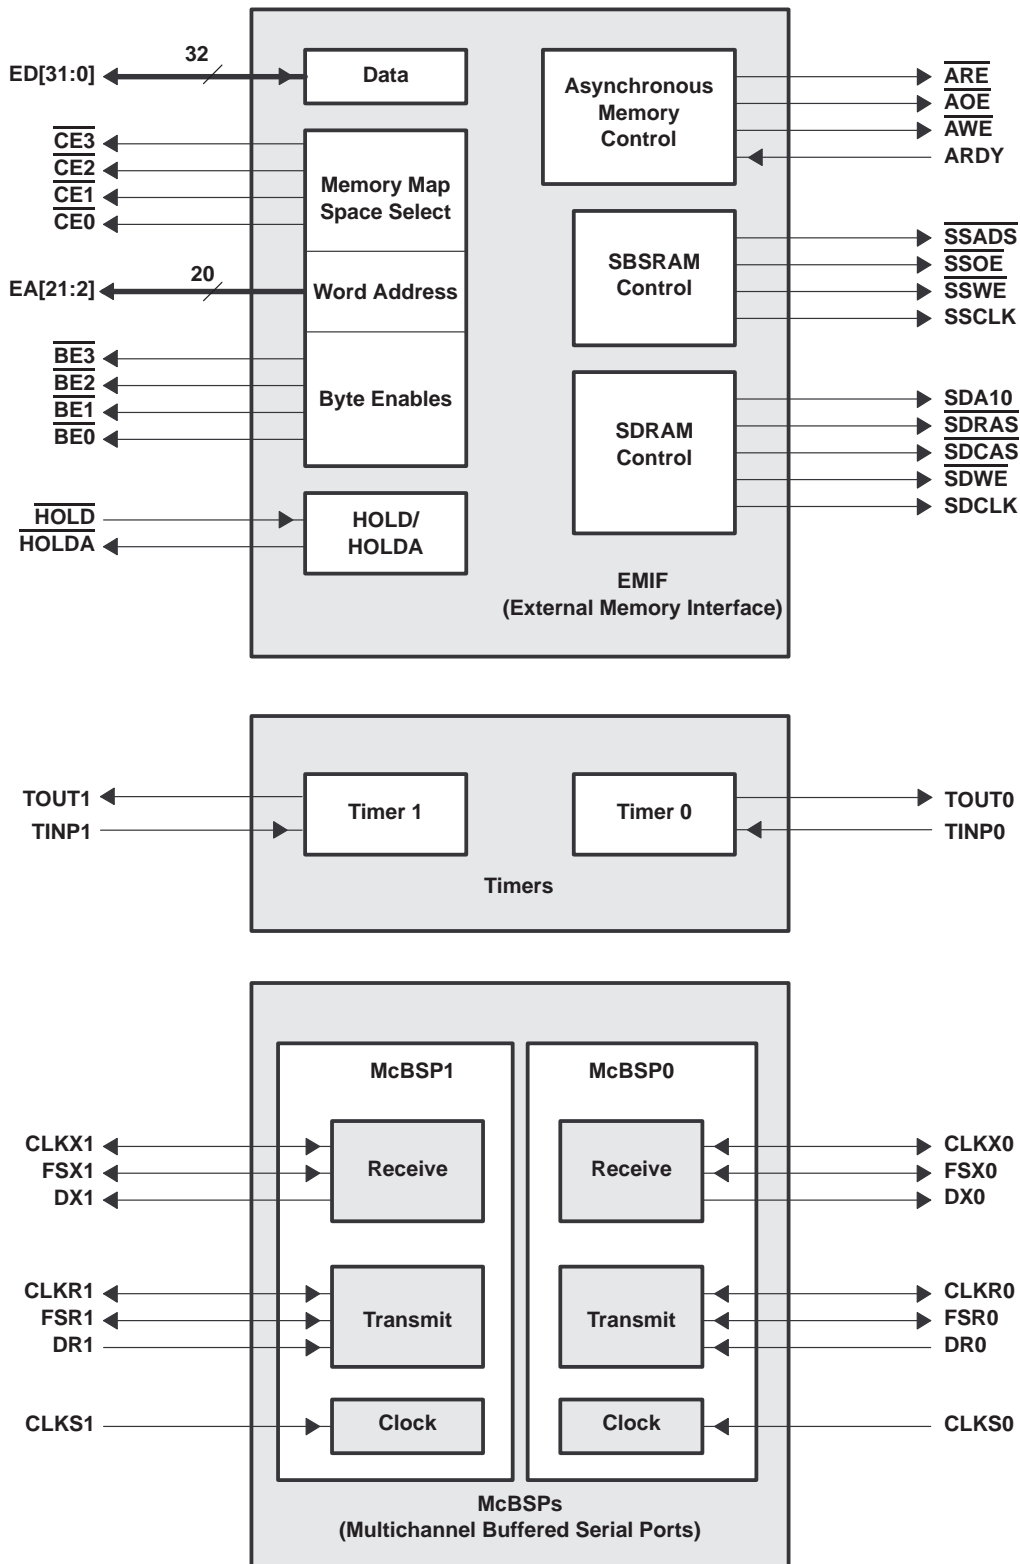 32
ED[31:0]
Data
CE3
CE2
CE1
CE0
Memory Map
Space Select
20
EA[21:2]
Word Address
BE3
BE2
BE1
BE0
Byte Enables
HOLD
HOLDA
HOLD/
HOLDA
Asynchronous
Memory
Control
ARE
AOE
AWE
ARDY
SBSRAM
Control
SSADS
SSOE
SSWE
SSCLK
SDRAM
Control
SDA10
SDRAS
SDCAS
SDWE
SDCLK
EMIF
(External Memory Interface)
TOUT1
TINP1
Timer 1
Timer 0
TOUT0
TINP0
Timers
McBSP1
McBSP0
CLKX1
FSX1
DX1
Receive
Receive
CLKX0
FSX0
DX0
CLKR1
FSR1
DR1
Transmit
Transmit
CLKR0
FSR0
DR0
CLKS1
Clock
Clock
CLKS0
McBSPs
(Multichannel Buffered Serial Ports)